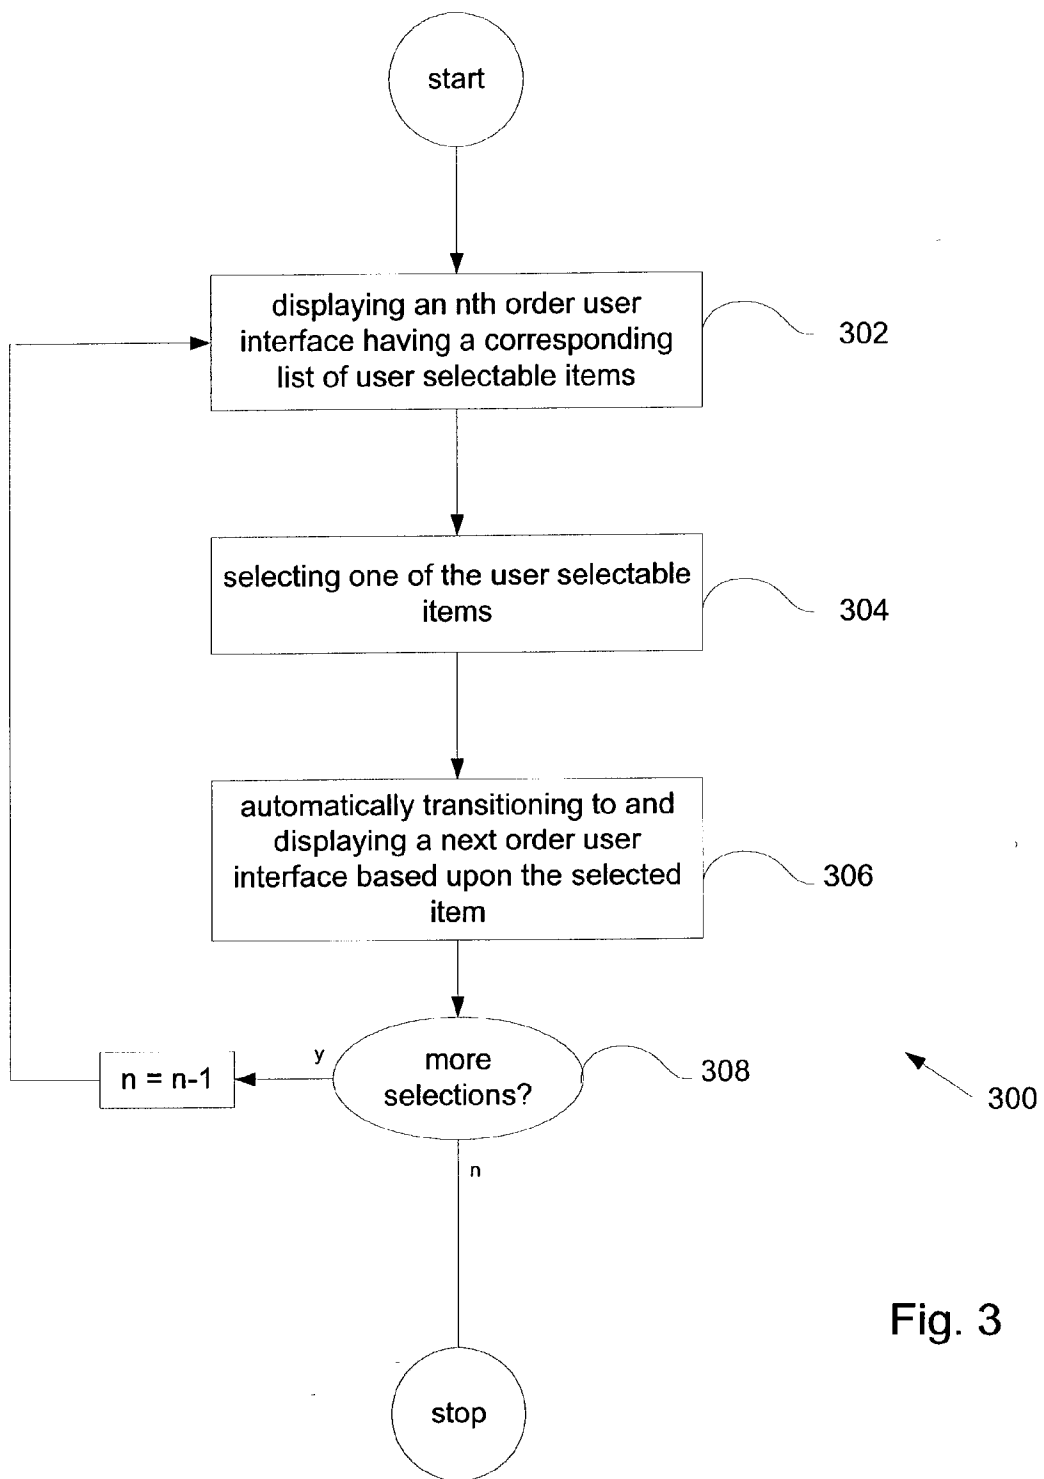 start
displaying an nth order user
interface having a corresponding
list of user selectable items
302
selecting one of the user selectable
items
304
automatically transitioning to and
displaying a next order user
interface based upon the selected
item
306
more
selections?
308
y
n = n-1
300
n
Fig. 3
stop